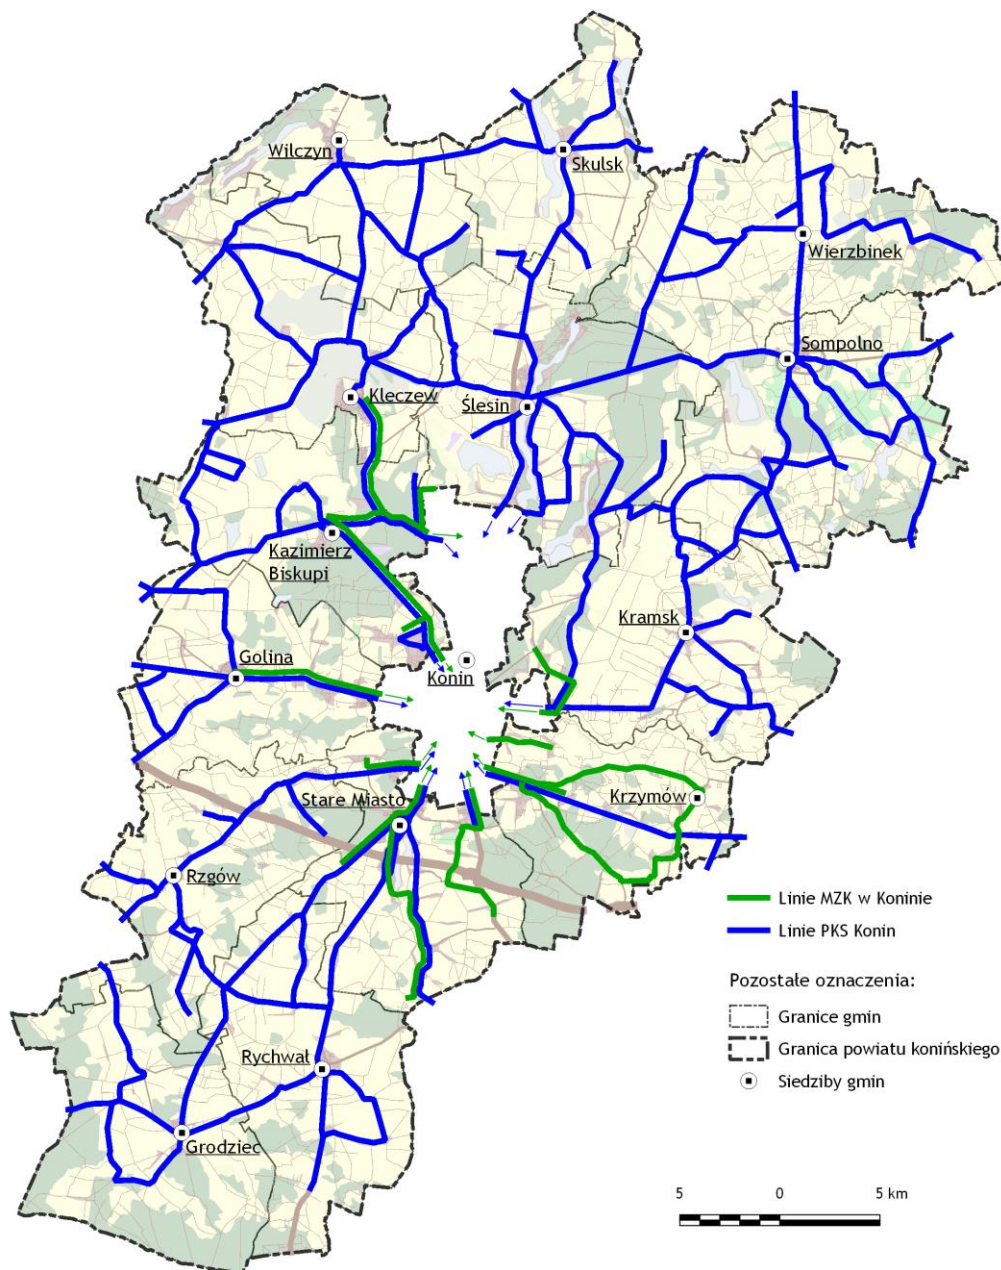 Wilczyn
Skulsk
Wierzbinek
Sompolno
Kleczew
Ślesin
Kazimierz
Biskupi
Kramsk
Golina
Konin
Stare Miasto
Krzymów
Rzgów
Linie MZK w Koninie
Linie PKS Konin
Pozostałe oznaczenia:
Granice gmin
Granica powiatu konińskiego
Siedziby gmin
Rychwał
Grodziec
5 0 5 km